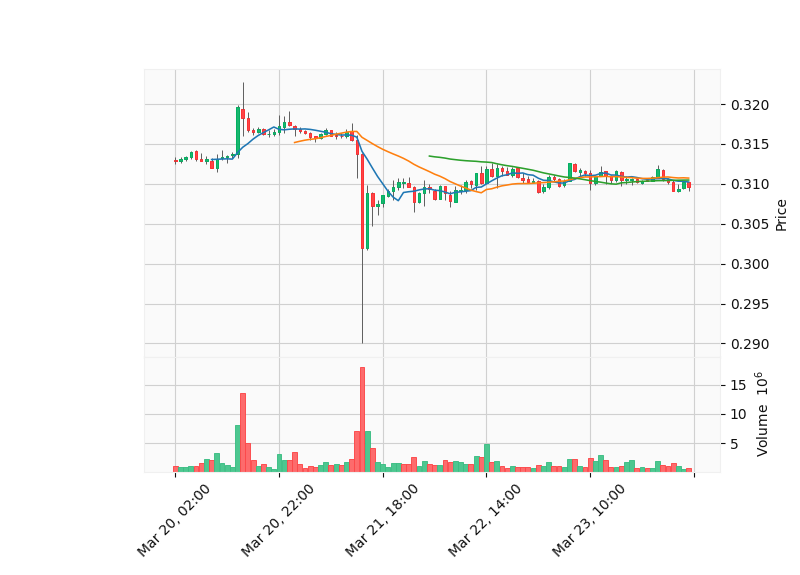 0.320
0.315
0.310
0.305
0.300
0.295
0.290
Price
15
10
5
Volume 10^6
Mar 20, 02:00
Mar 20, 22:00
Mar 21, 18:00
Mar 22, 14:00
Mar 23, 10:00